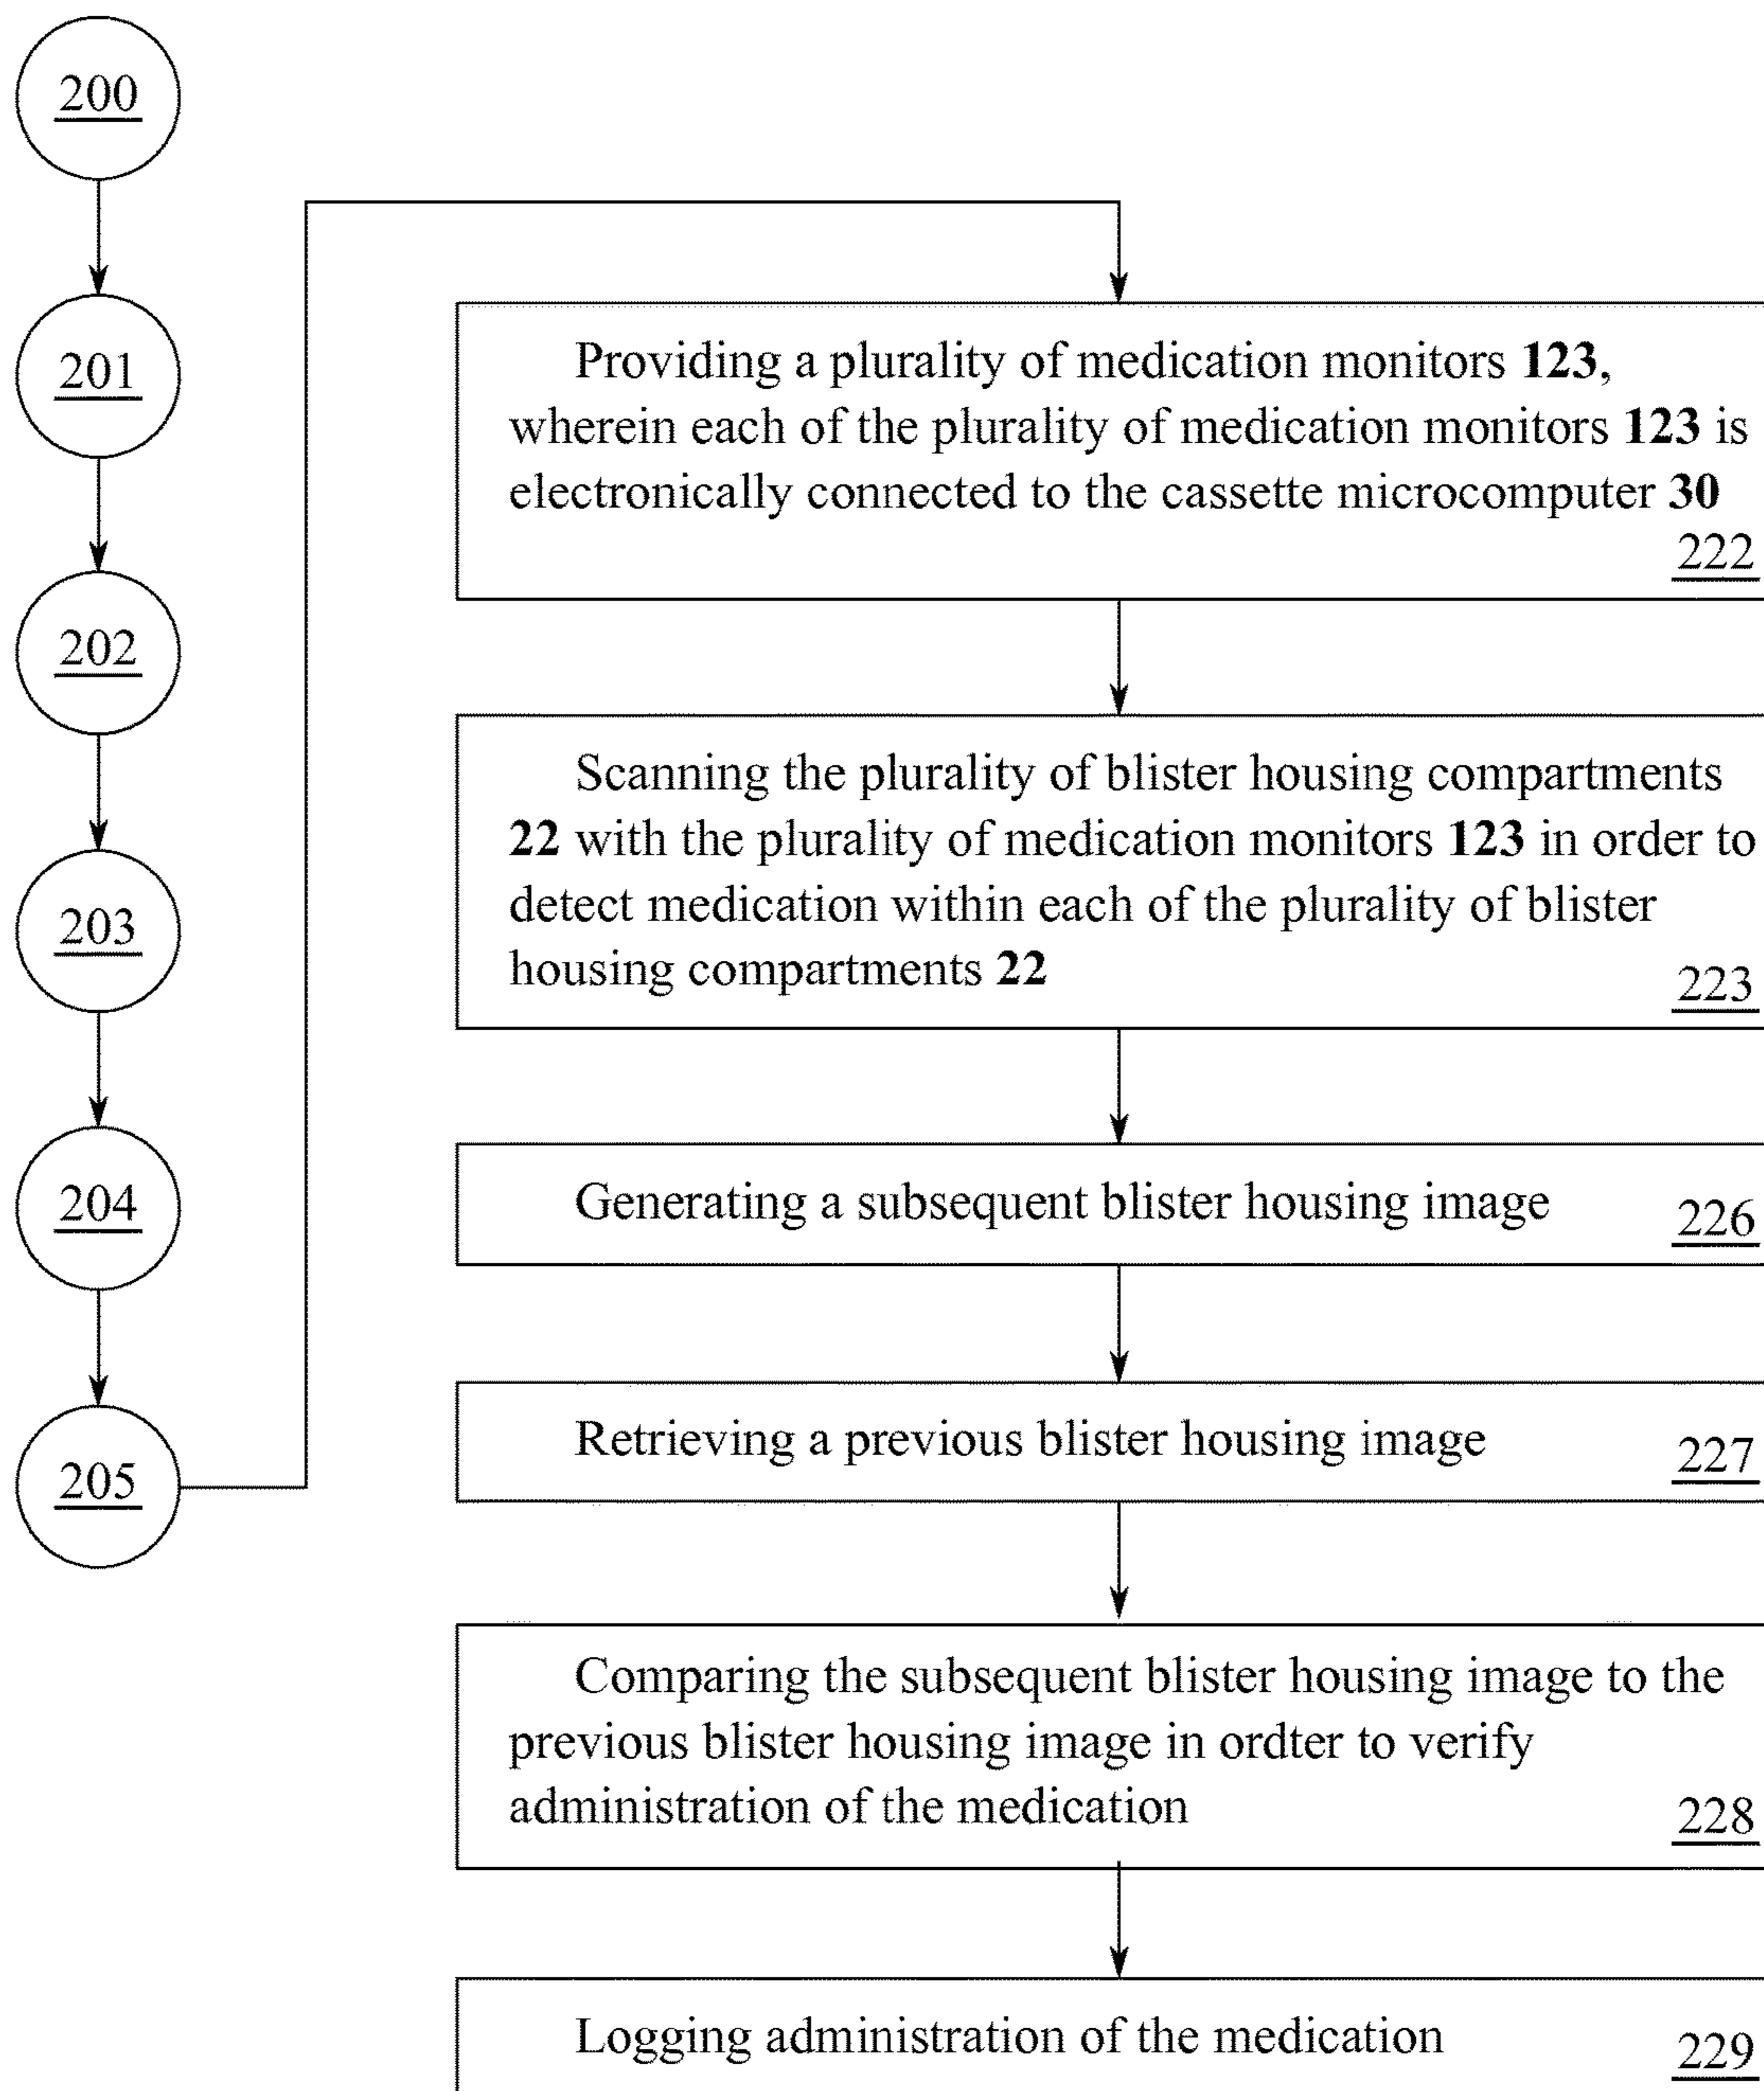 200
201
202
203
204
205
Providing a plurality of medication monitors 123,
wherein each of the plurality of medication monitors 123 is
electronically connected to the cassette microcomputer 30
222
Scanning the plurality of blister housing compartments
22 with the plurality of medication monitors 123 in order to
detect medication within each of the plurality of blister
housing compartments 22
223
Generating a subsequent blister housing image
226
Retrieving a previous blister housing image
227
Comparing the subsequent blister housing image to the
previous blister housing image in ordter to verify
administration of the medication
228
Logging administration of the medication
229